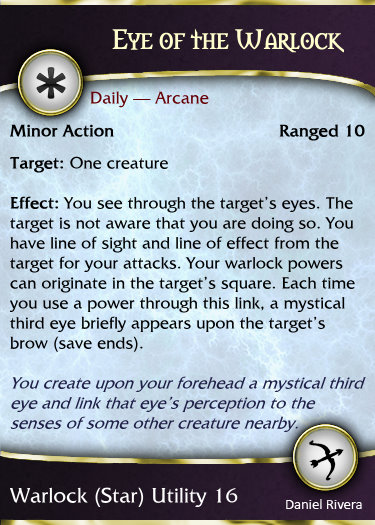 Eye of the Warlock
Daily — Arcane
Minor Action Ranged 10
Target: One creature
Effect: You see through the target's eyes. The
target is not aware that you are doing so. You
have line of sight and line of effect from the
target for your attacks. Your warlock powers
can originate in the target's square. Each time
you use a power through this link, a mystical
third eye briefly appears upon the target's
brow (save ends).
You create upon your forehead a mystical third
eye and link that eye's perception to the
senses of some other creature nearby.
Warlock (Star) Utility 16
Daniel Rivera